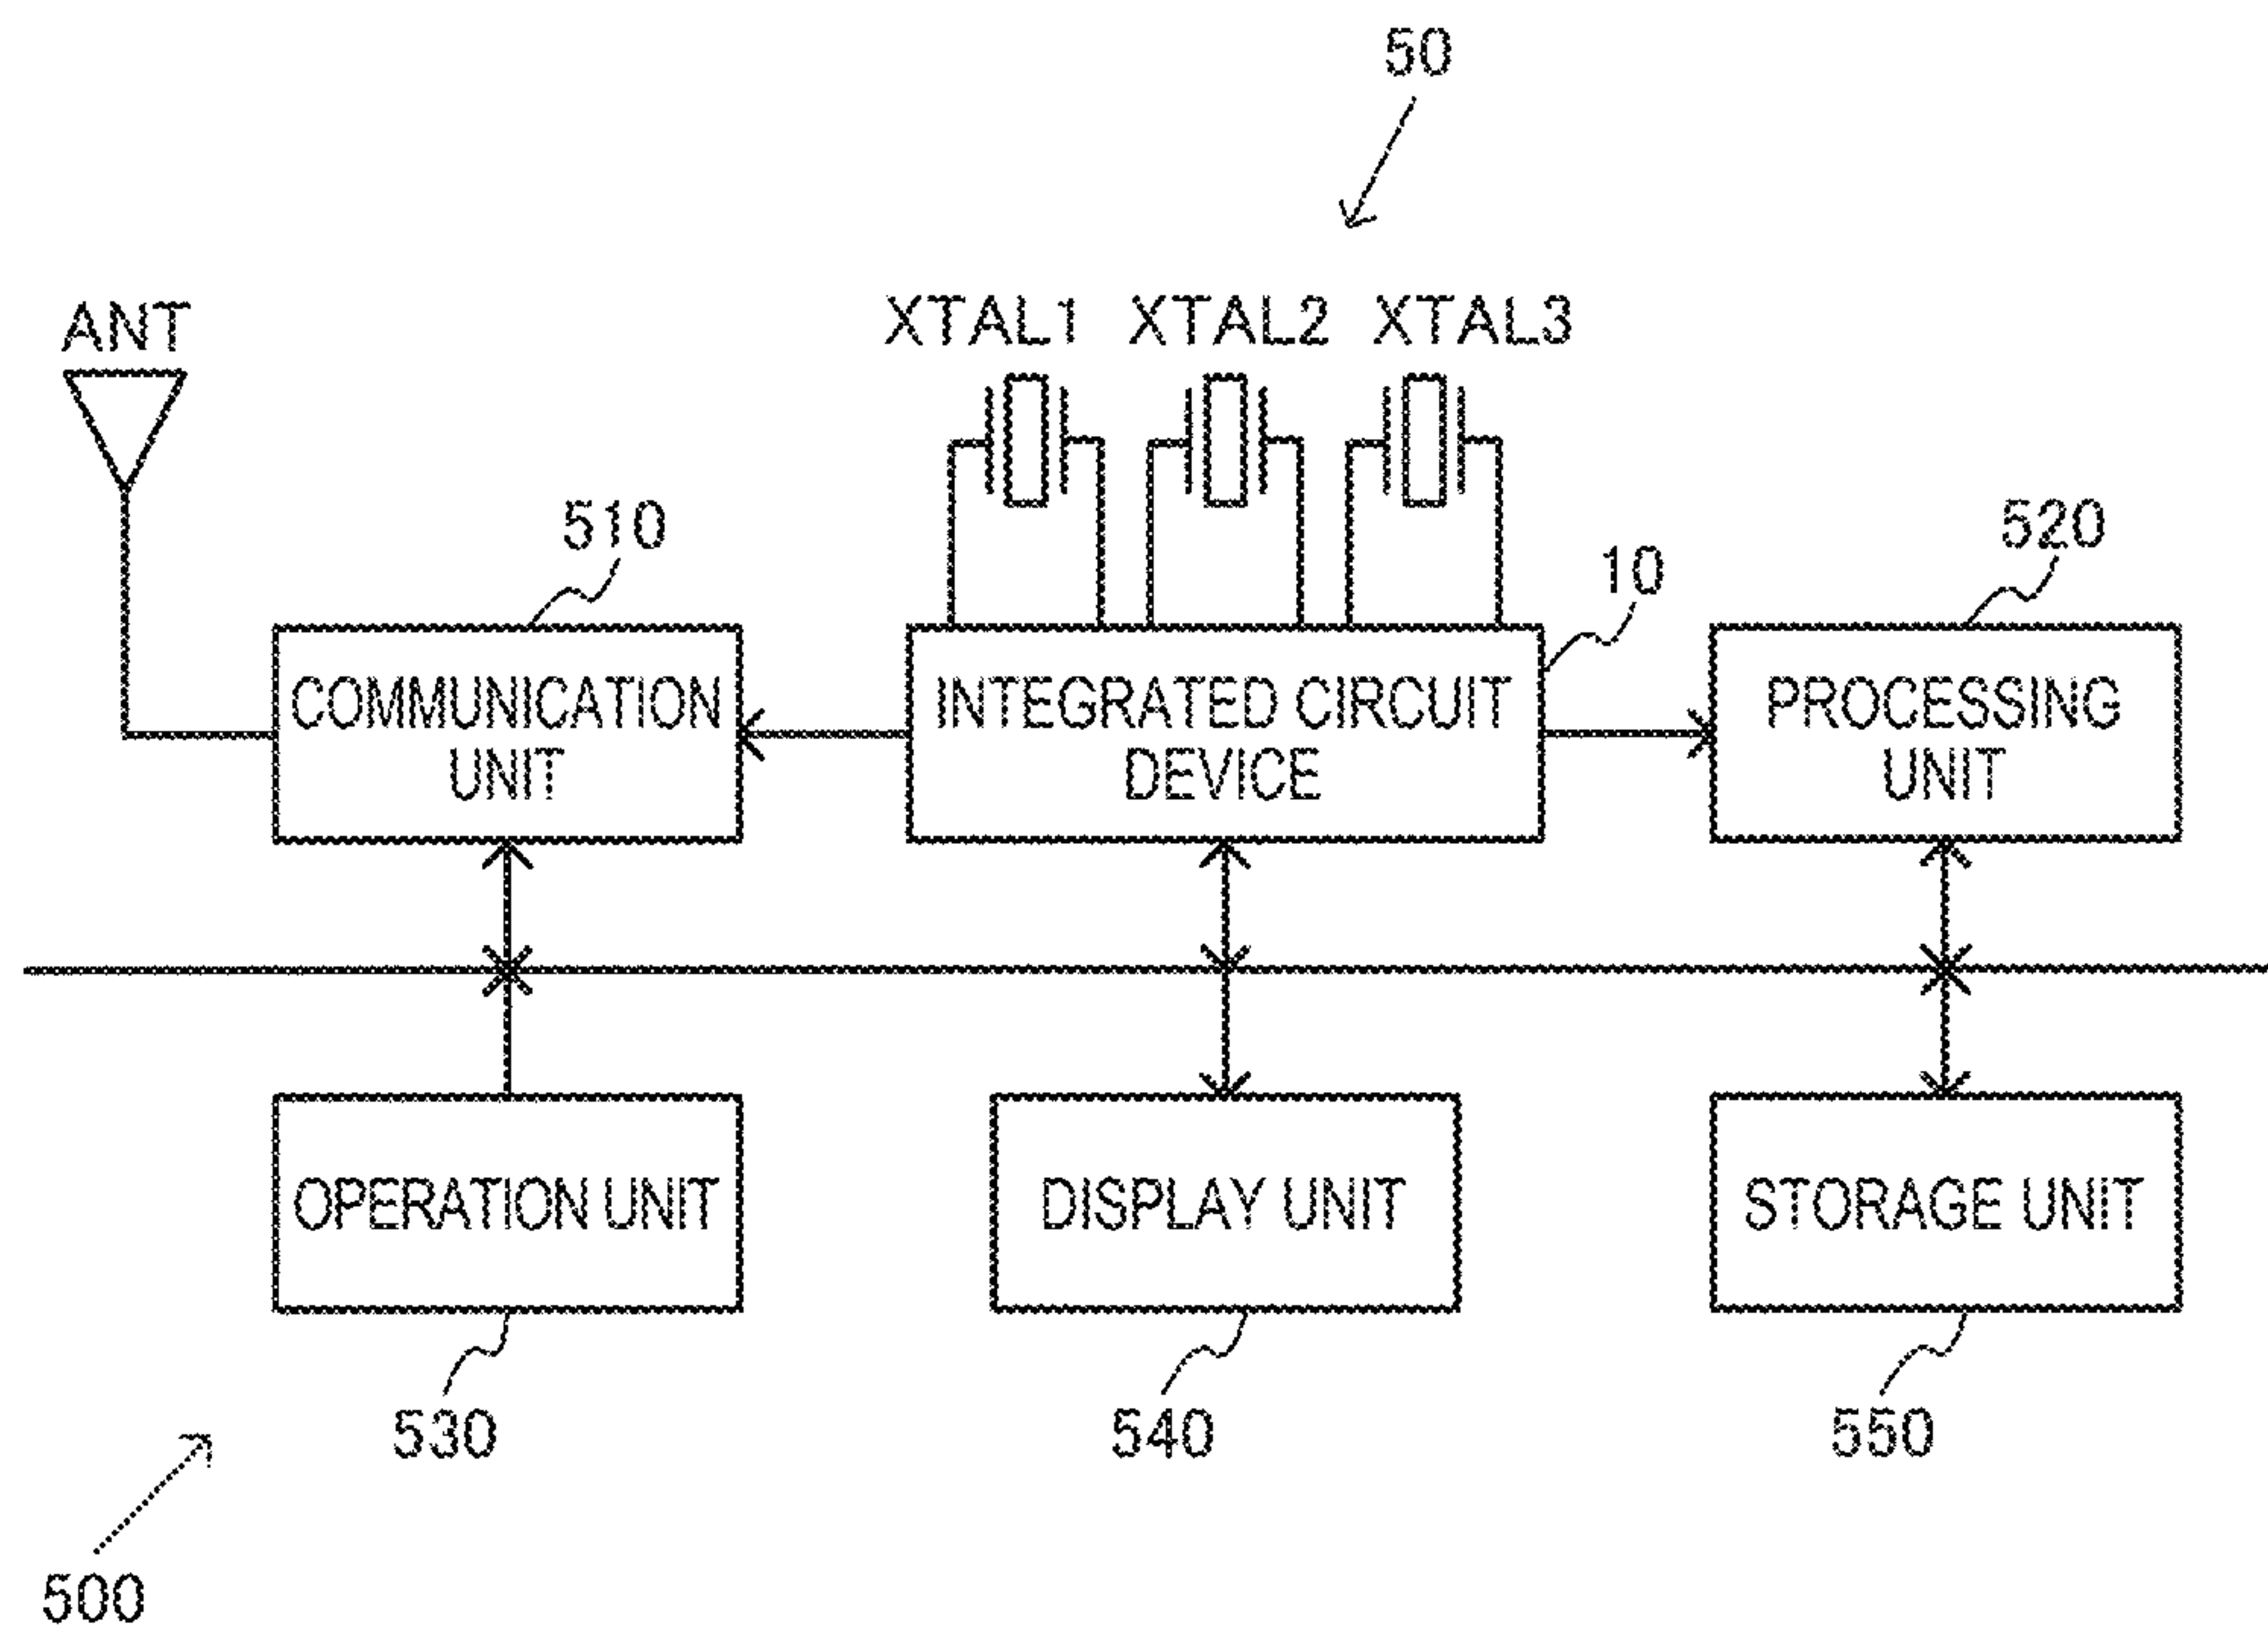 50
ANT
XTAL1 XTAL2 XTAL3
510
10
520
COMMUNICATION
UNIT
INTEGRATED CIRCUIT
DEVICE
PROCESSING
UNIT
OPERATION UNIT
DISPLAY UNIT
STORAGE UNIT
530
540
550
500